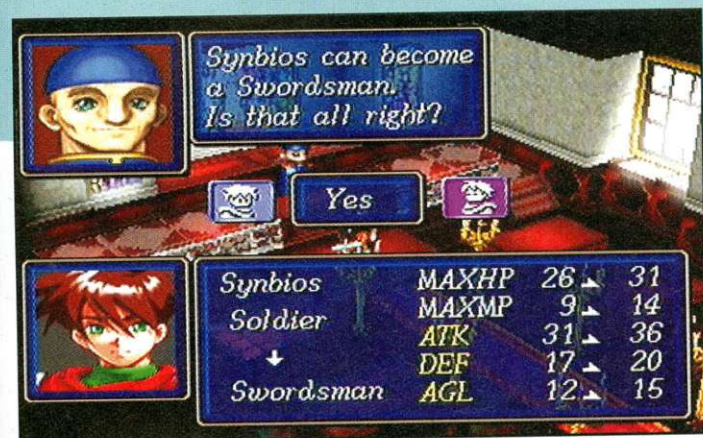 Synbios can become
a Swordsman.
Is that all right?
Yes
Synbios MAXHP 26 31
Soldier MAXMP 9 14
ATK 31 36
DEF 17 20
Swordsman AGL 12 15